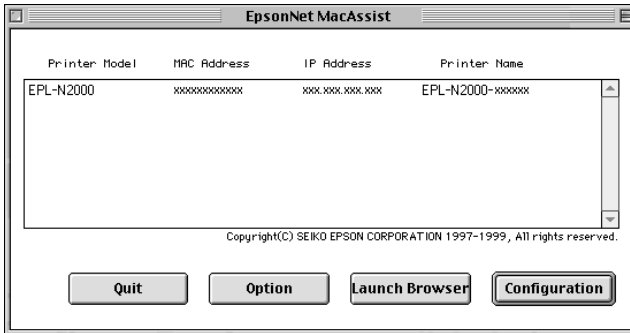 EpsonNet MacAssist
Printer Model MAC Address IP Address Printer Name
EPL-N2000 xxxxxxxxxxxx xxx.xxx.xxx.xxx EPL-N2000-xxxxxx
Copyright(C) SEIKO EPSON CORPORATION 1997-1999, All rights reserved.
Quit Option Launch Browser Configuration